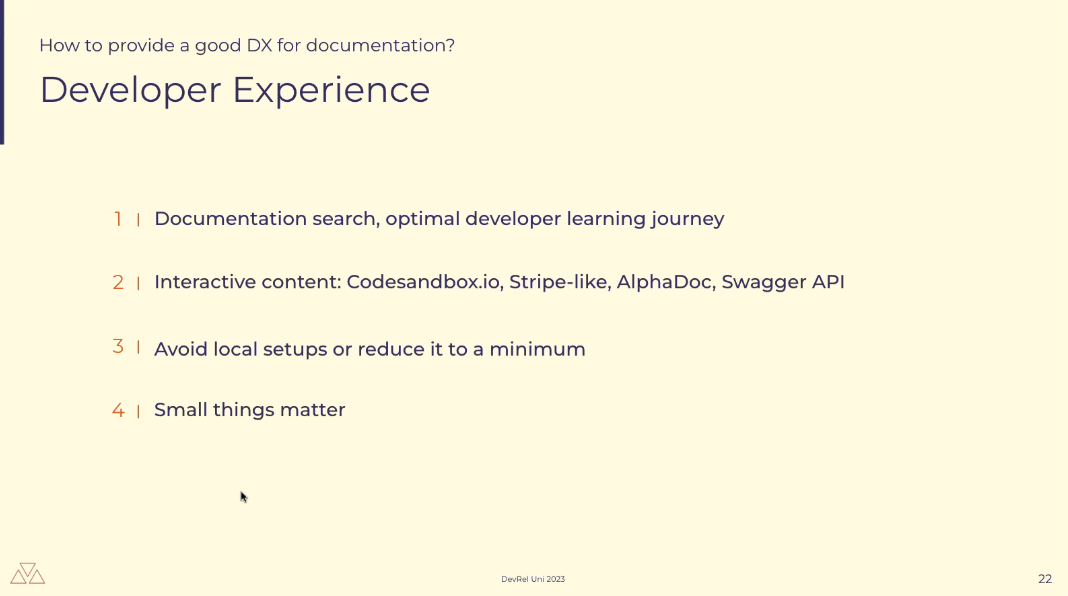 How to provide a good DX for documentation?
Developer Experience
1 | Documentation search, optimal developer learning journey
2 | Interactive content: Codesandbox.io, Stripe-like, AlphaDoc, Swagger API
3 | Avoid local setups or reduce it to a minimum
4 | Small things matter
DevRel Uni 2023
22